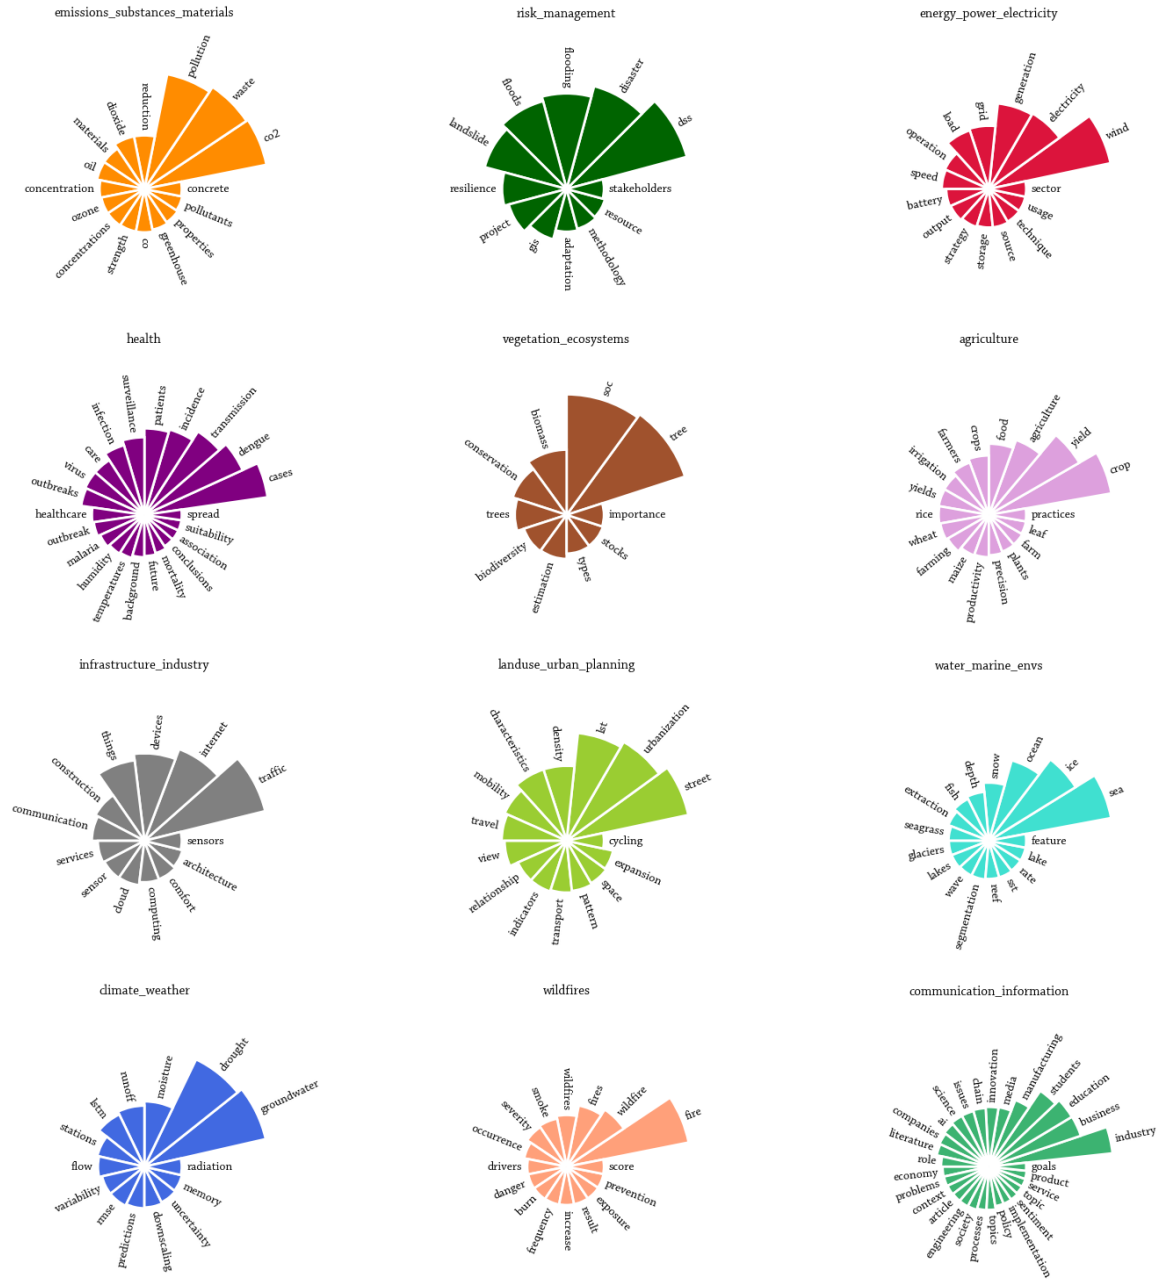 emissions_substances_materials
concrete
co2
waste
pollution
reduction
dioxide
materials
oil
concentration
ozone
concentrations
strength
co
greenhouse
properties
pollutants
risk_management
stakeholders
dss
disaster
flooding
floods
landslide
resilience
project
gis
adaptation
methodology
resource
energy_power_electricity
sector
wind
electricity
generation
grid
load
operation
speed
battery
output
strategy
storage
source
technique
usage
health
spread
cases
dengue
transmission
incidence
patients
surveillance
infection
care
virus
outbreaks
healthcare
outbreak
malaria
humidity
temperatures
background
future
mortality
conclusions
association
suitability
vegetation_ecosystems
importance
tree
soc
biomass
conservation
trees
biodiversity
estimation
types
stocks
agriculture
practices
crop
yield
agriculture
food
crops
farmers
irrigation
yields
rice
wheat
farming
maize
productivity
precision
plants
farm
leaf
infrastructure_industry
sensors
traffic
internet
devices
things
construction
communication
services
sensor
cloud
computing
comfort
architecture
landuse_urban_planning
cycling
street
urbanization
lst
density
characteristics
mobility
travel
view
relationship
indicators
transport
pattern
space
expansion
water_marine_envs
feature
sea
ice
ocean
snow
depth
fish
extraction
seagrass
glaciers
lakes
wave
segmentation
reef
sst
rate
lake
climate_weather
radiation
groundwater
drought
moisture
runoff
lstm
stations
flow
variability
rmse
predictions
downscaling
uncertainty
memory
wildfires
score
fire
wildfire
fires
wildfires
smoke
severity
occurrence
drivers
danger
burn
frequency
increase
result
exposure
prevention
communication_information
goals
industry
business
education
students
manufacturing
media
innovation
chain
issues
science
ai
companies
literature
role
economy
problems
context
article
engineering
society
processes
topics
policy
implementation
sentiment
topic
service
product